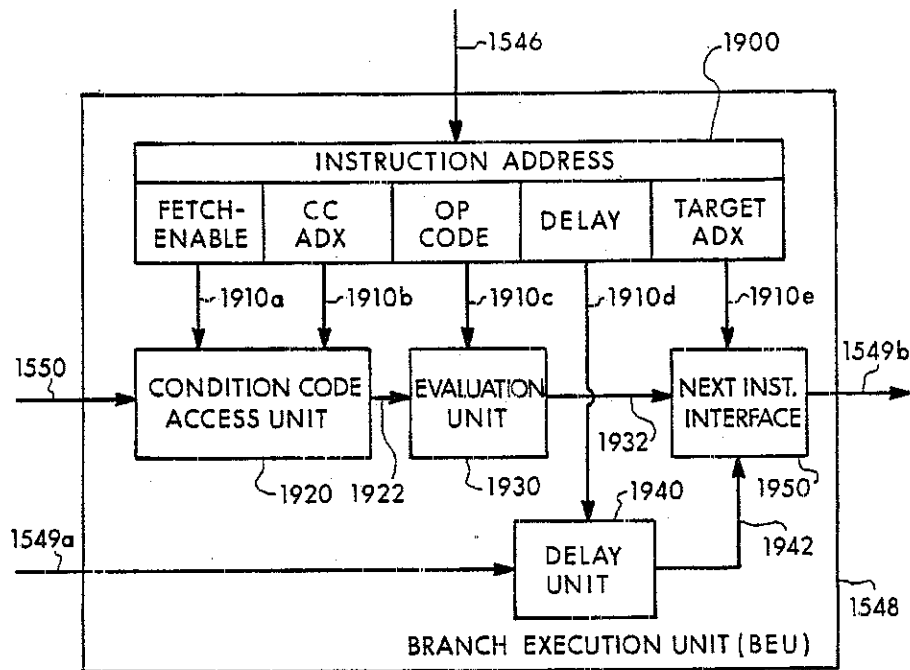 1546
1900
INSTRUCTION ADDRESS
FETCH-
ENABLE
CC
ADX
OP
CODE
DELAY
TARGET
ADX
1910a
1910b
1910c
1910d
1910e
1550
1549b
CONDITION CODE
ACCESS UNIT
EVALUATION
UNIT
NEXT INST.
INTERFACE
1932
1920
1922
1930
1940
1950
1549a
DELAY
UNIT
1942
1548
BRANCH EXECUTION UNIT (BEU)